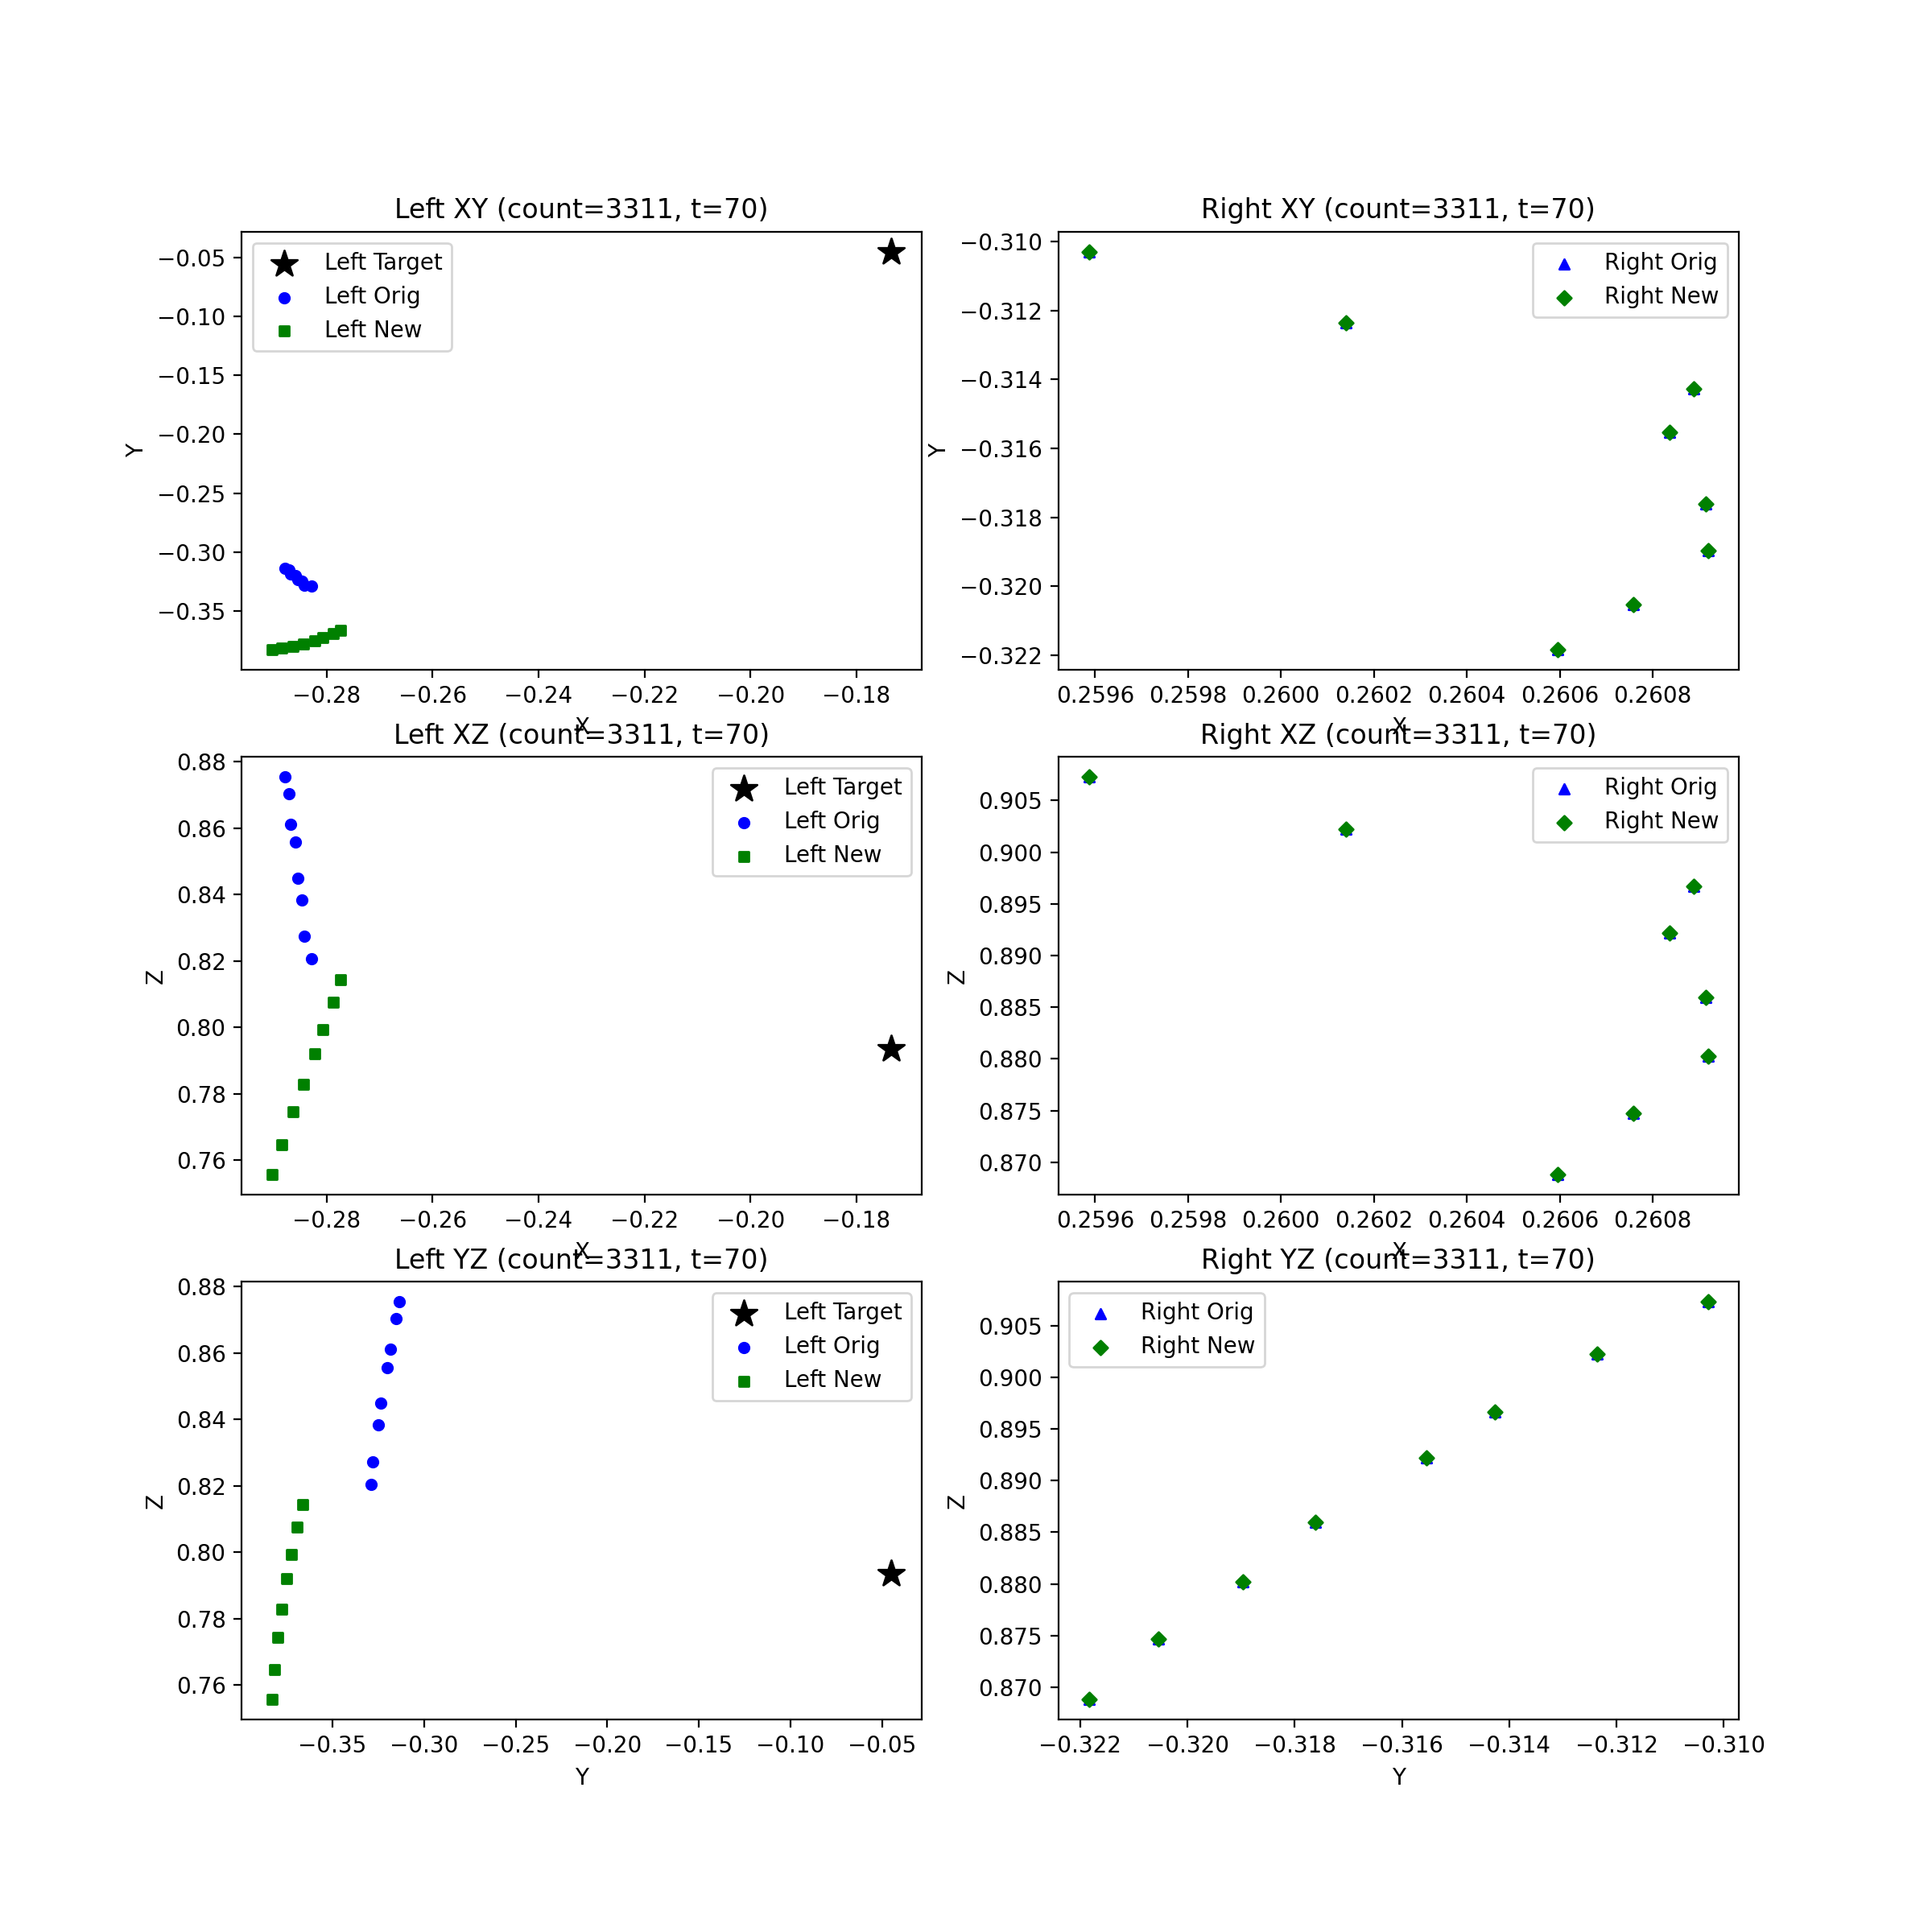 Left XY (count=3311, t=70)
−0.05
−0.10
−0.15
−0.20
−0.25
−0.30
−0.35
Y
Left Target
Left Orig
Left New
−0.28
−0.26
−0.24
−0.22
−0.20
−0.18
X
Right XY (count=3311, t=70)
−0.310
−0.312
−0.314
−0.316
−0.318
−0.320
−0.322
Y
Right Orig
Right New
0.2596
0.2598
0.2600
0.2602
0.2604
0.2606
0.2608
X
Left XZ (count=3311, t=70)
0.88
0.86
0.84
0.82
0.80
0.78
0.76
Z
Left Target
Left Orig
Left New
−0.28
−0.26
−0.24
−0.22
−0.20
−0.18
X
Right XZ (count=3311, t=70)
0.905
0.900
0.895
0.890
0.885
0.880
0.875
0.870
Z
Right Orig
Right New
0.2596
0.2598
0.2600
0.2602
0.2604
0.2606
0.2608
X
Left YZ (count=3311, t=70)
0.88
0.86
0.84
0.82
0.80
0.78
0.76
Z
Left Target
Left Orig
Left New
−0.35
−0.30
−0.25
−0.20
−0.15
−0.10
−0.05
Y
Right YZ (count=3311, t=70)
0.905
0.900
0.895
0.890
0.885
0.880
0.875
0.870
Z
Right Orig
Right New
−0.322
−0.320
−0.318
−0.316
−0.314
−0.312
−0.310
Y